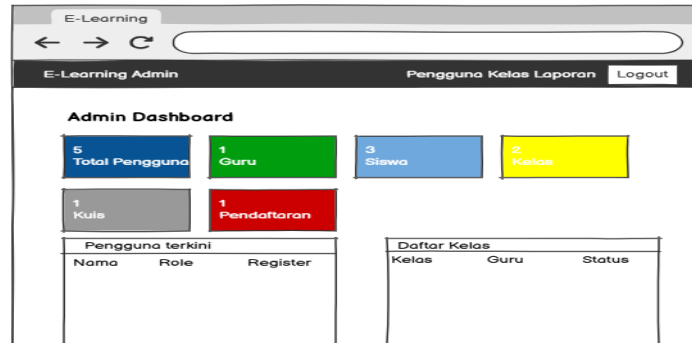 E-Learning
E-Learning Admin Pengguna Kelas Laporan Logout
Admin Dashboard
5 1 3 2
Total Pengguna Guru Siswa Kelas
1 1
Kuis Pendaftaran
Pengguna terkini Daftar Kelas
Nama Role Register Kelas Guru Status